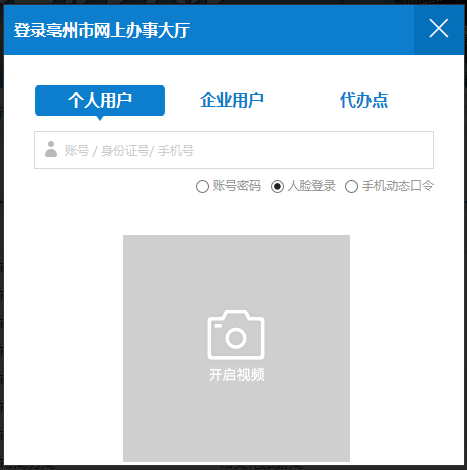 登录亳州市网上办事大厅
个人用户 企业用户 代办点
账号 / 身份证号/ 手机号
账号密码 人脸登录 手机动态口令
开启视频